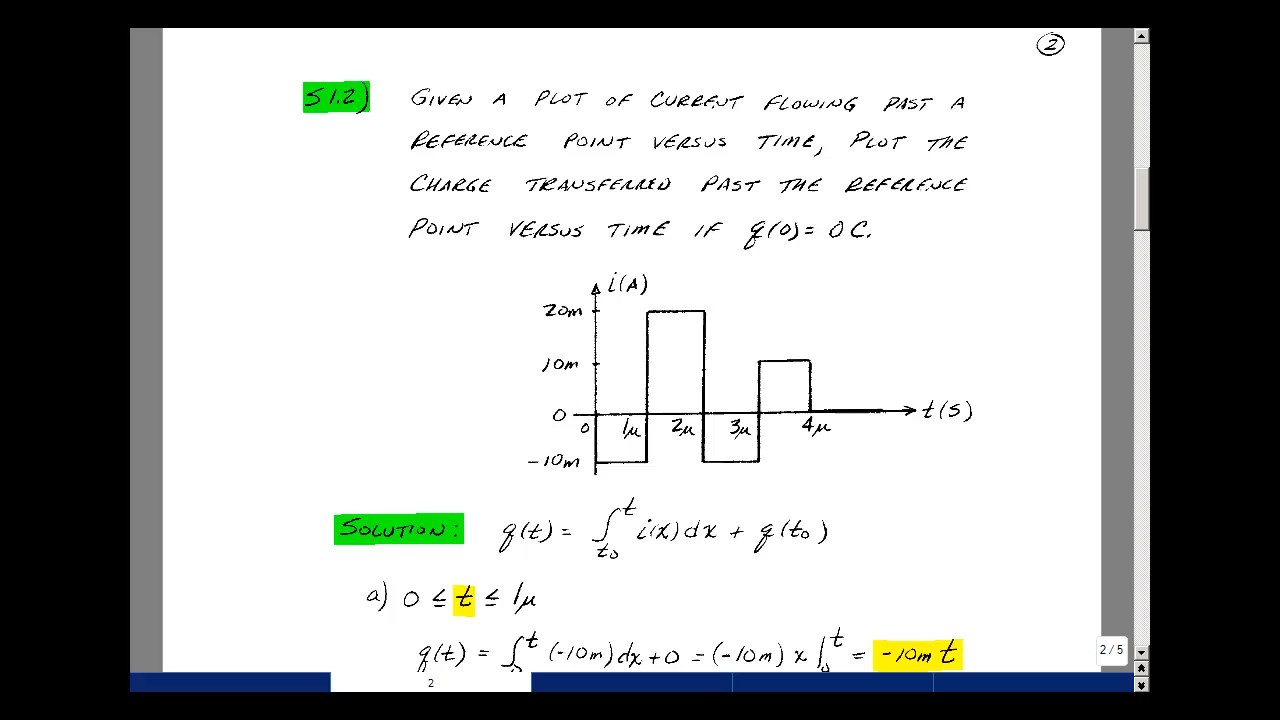 2
S1.2) GIVEN A PLOT OF CURRENT FLOWING PAST A
REFERENCE POINT VERSUS TIME, PLOT THE
CHARGE TRANSFERRED PAST THE REFERENCE
POINT VERSUS TIME IF q(0) = 0 C.
i(A)
20m
10m
0
0 1μ 2μ 3μ 4μ t(S)
-10m
SOLUTION: q(t) = ∫_{t₀}^{t} i(x)dx + q(t₀)
a) 0 ≤ t ≤ 1μ
q(t) = ∫_{0}^{t} (-10m)dx + 0 = (-10m) x |_{0}^{t} = -10m t
2 / 5
2